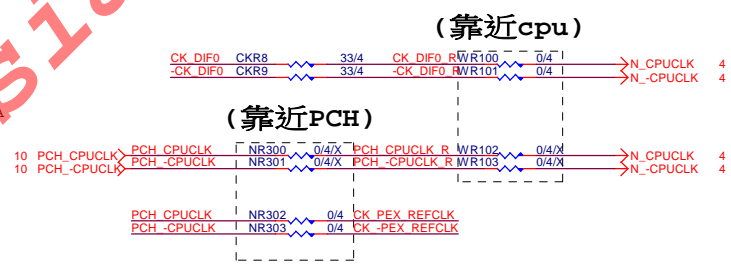 (靠近cpu)
CK_DIF0 CKR8 33/4 CK_DIF0_R WR100 0/4 N_CPUCLK 4
-CK_DIF0 CKR9 33/4 -CK_DIF0_R WR101 0/4 N_-CPUCLK 4
(靠近PCH)
10 PCH_CPUCLK PCH_CPUCLK NR300 0/4/X PCH_CPUCLK_R WR102 0/4/X N_CPUCLK 4
10 PCH_-CPUCLK PCH_-CPUCLK NR301 0/4/X PCH_-CPUCLK_R WR103 0/4/X N_-CPUCLK 4
PCH_CPUCLK NR302 0/4 CK_PEX_REFCLK
PCH_-CPUCLK NR303 0/4 CK_-PEX_REFCLK